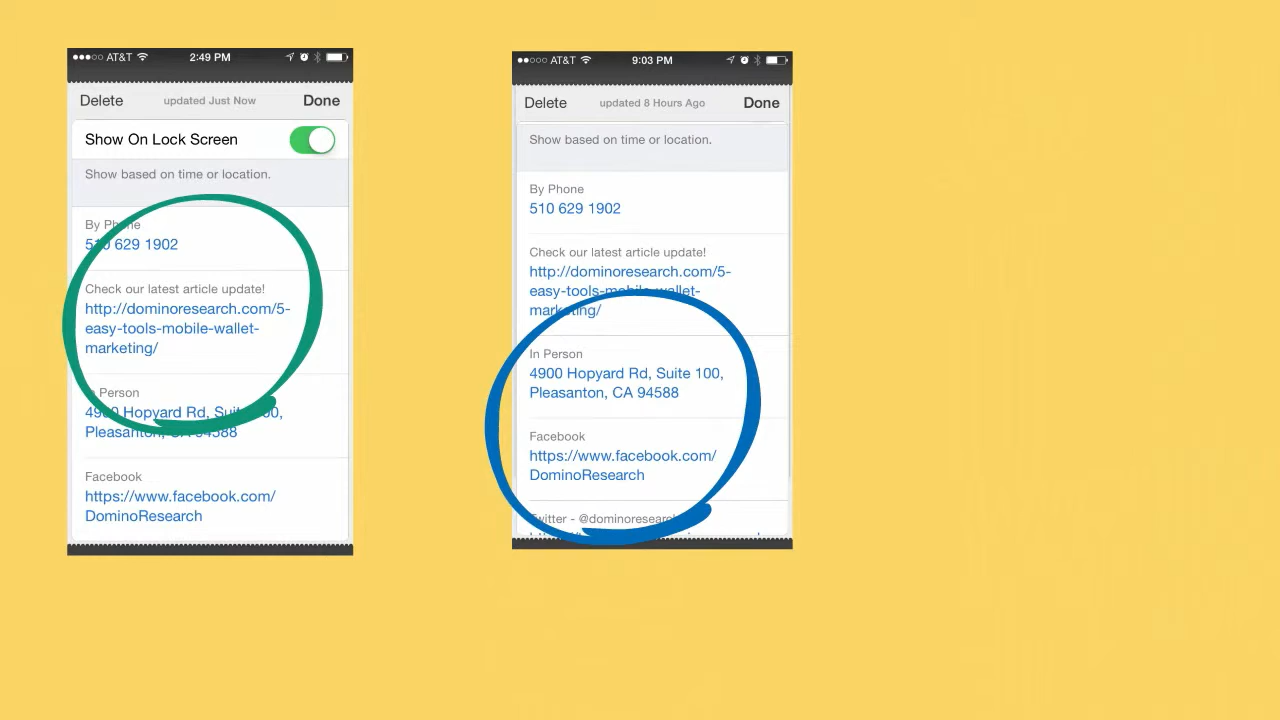 AT&T 2:49 PM
Delete updated Just Now Done
Show On Lock Screen
Show based on time or location.
By Phone
510 629 1902
Check our latest article update!
http://dominoresearch.com/5-
easy-tools-mobile-wallet-
marketing/
In Person
4900 Hopyard Rd, Suite 100,
Pleasanton, CA 94588
Facebook
https://www.facebook.com/
DominoResearch
AT&T 9:03 PM
Delete updated 8 Hours Ago Done
Show based on time or location.
By Phone
510 629 1902
Check our latest article update!
http://dominoresearch.com/5-
easy-tools-mobile-wallet-
marketing/
In Person
4900 Hopyard Rd, Suite 100,
Pleasanton, CA 94588
Facebook
https://www.facebook.com/
DominoResearch
Twitter - @dominoresearch